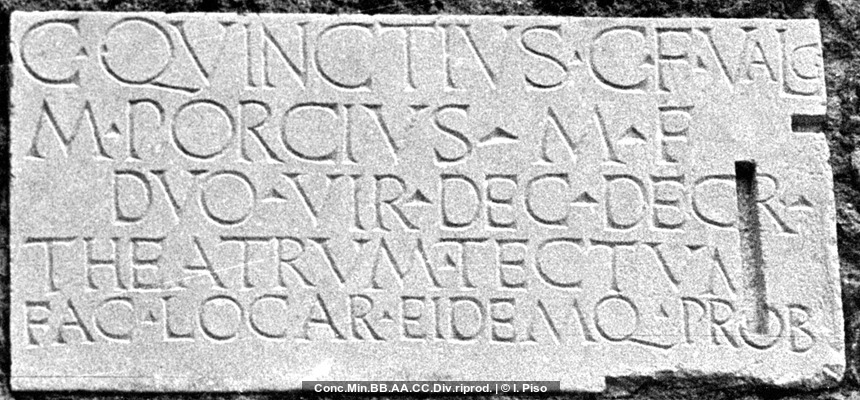 C·QVINCTIVS·C·F·VALG
M·PORCIVS·M·F
DVO·VIR·DEC·DECR·
THEATRVM·TECTVM
FAC·LOCAR·EIDEMQ·PROB
Conc.Min.BB.AA.CC.Div.riprod. | © I. Piso